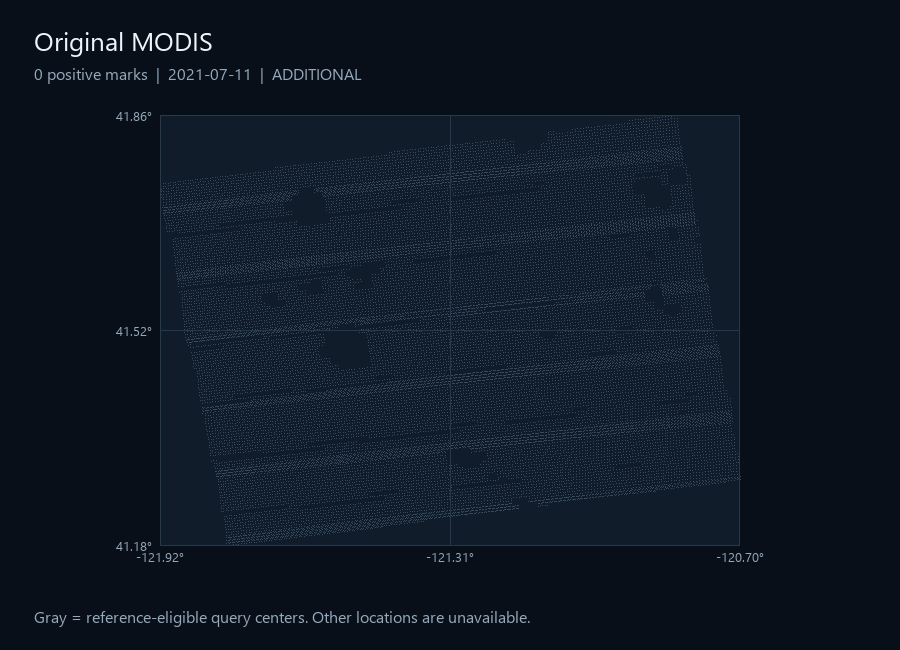 Original MODIS
0 positive marks | 2021-07-11 | ADDITIONAL
41.86°
41.52°
41.18°
-121.92°
-121.31°
-120.70°
Gray = reference-eligible query centers. Other locations are unavailable.